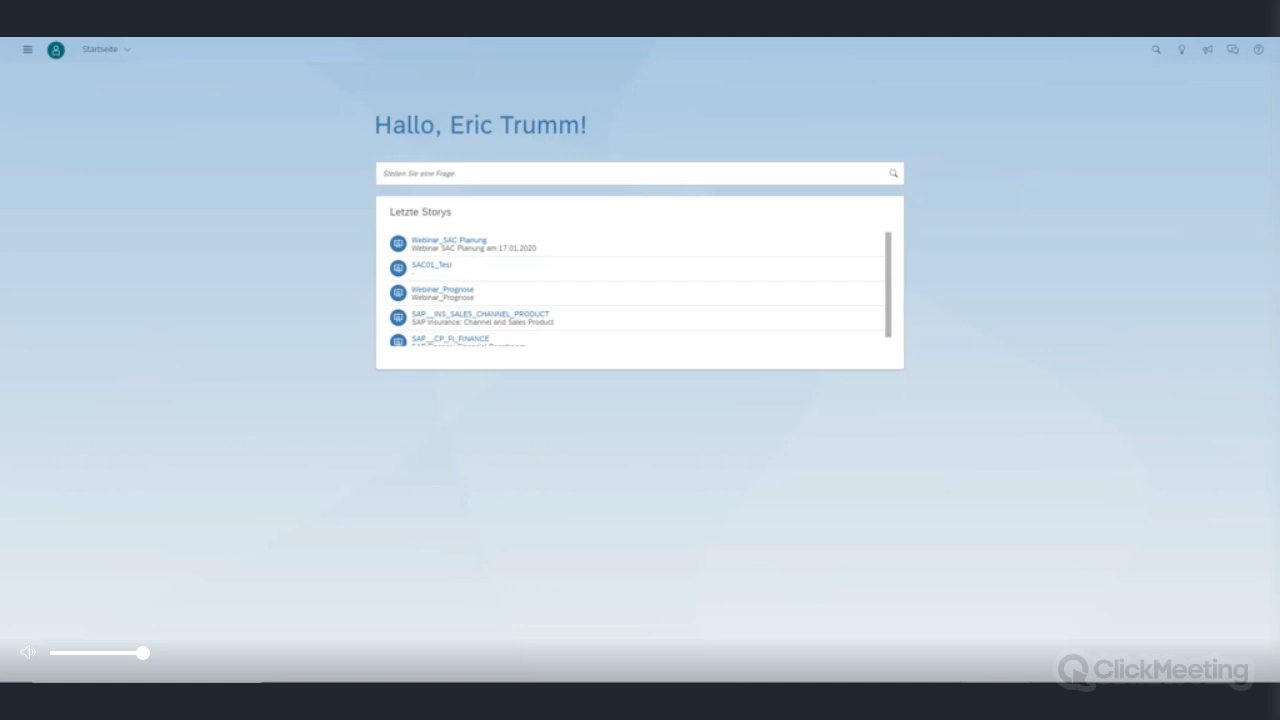 Startseite
Hallo, Eric Trumm!
Stellen Sie eine Frage.
Letzte Storys
Webinar_SAC Planung
Webinar SAC Planung am 17.01.2020
SAC01_Test
-
Webinar_Prognose
Webinar_Prognose
SAP__INS_SALES_CHANNEL_PRODUCT
SAP Insurance: Channel and Sales Product
SAP__CP_FI_FINANCE
ClickMeeting